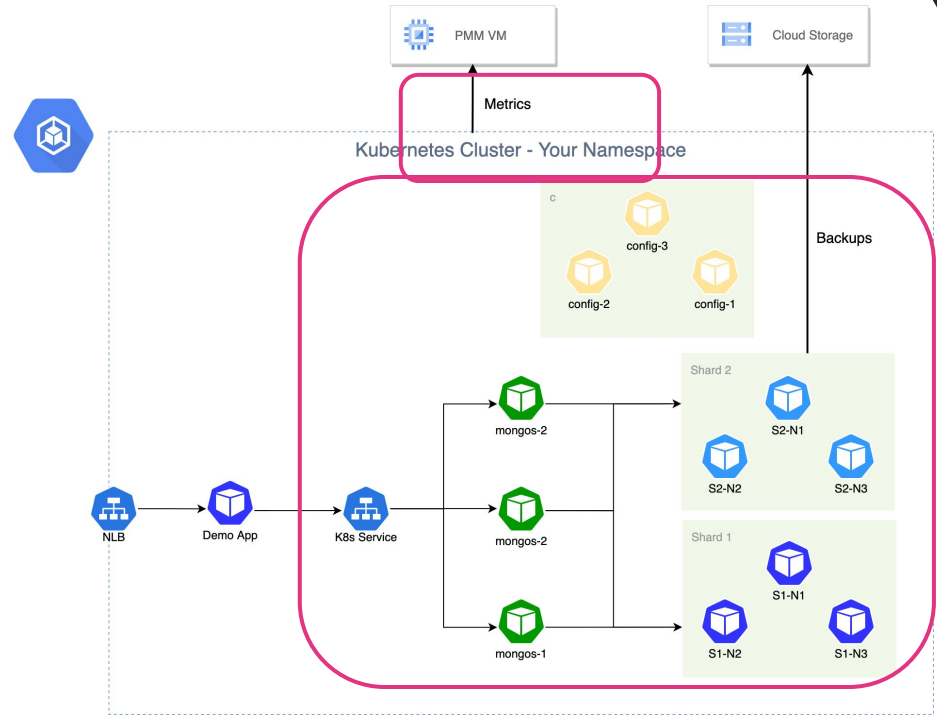 PMM VM
Cloud Storage
Metrics
Kubernetes Cluster - Your Namespace
c
config-3
Backups
config-2
config-1
Shard 2
mongos-2
S2-N1
S2-N2
S2-N3
NLB
Demo App
K8s Service
mongos-2
Shard 1
S1-N1
mongos-1
S1-N2
S1-N3